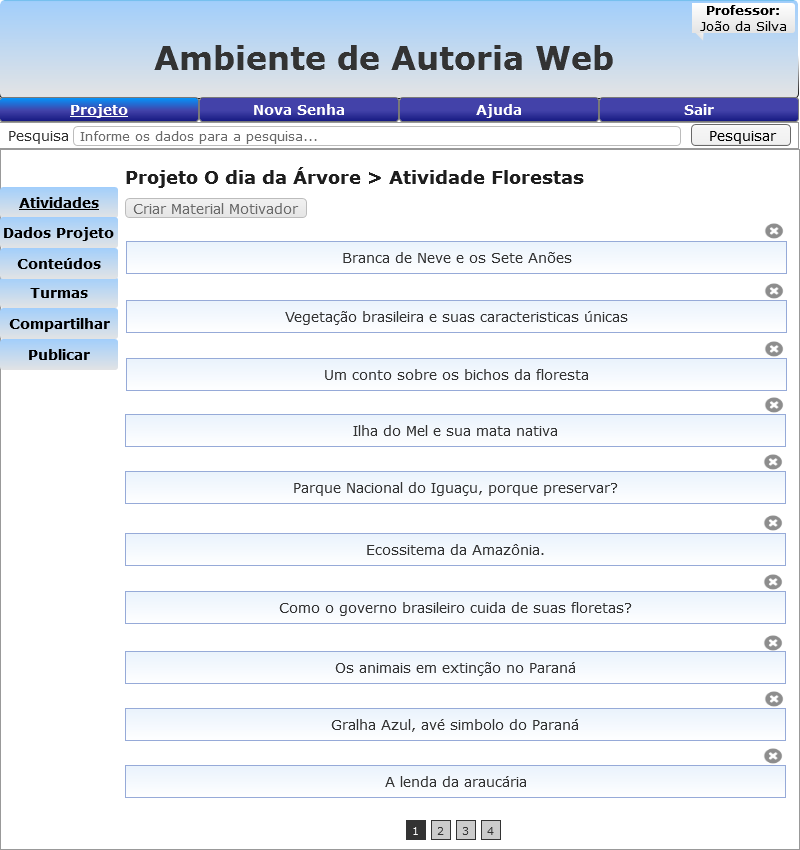 Professor:
João da Silva
Ambiente de Autoria Web
Projeto Nova Senha Ajuda Sair
Pesquisa Informe os dados para a pesquisa... Pesquisar
Projeto O dia da Árvore > Atividade Florestas
Criar Material Motivador
Atividades
Dados Projeto
Conteúdos
Turmas
Compartilhar
Publicar
Branca de Neve e os Sete Anões
Vegetação brasileira e suas caracteristicas únicas
Um conto sobre os bichos da floresta
Ilha do Mel e sua mata nativa
Parque Nacional do Iguaçu, porque preservar?
Ecossitema da Amazônia.
Como o governo brasileiro cuida de suas floretas?
Os animais em extinção no Paraná
Gralha Azul, avé simbolo do Paraná
A lenda da araucária
1 2 3 4